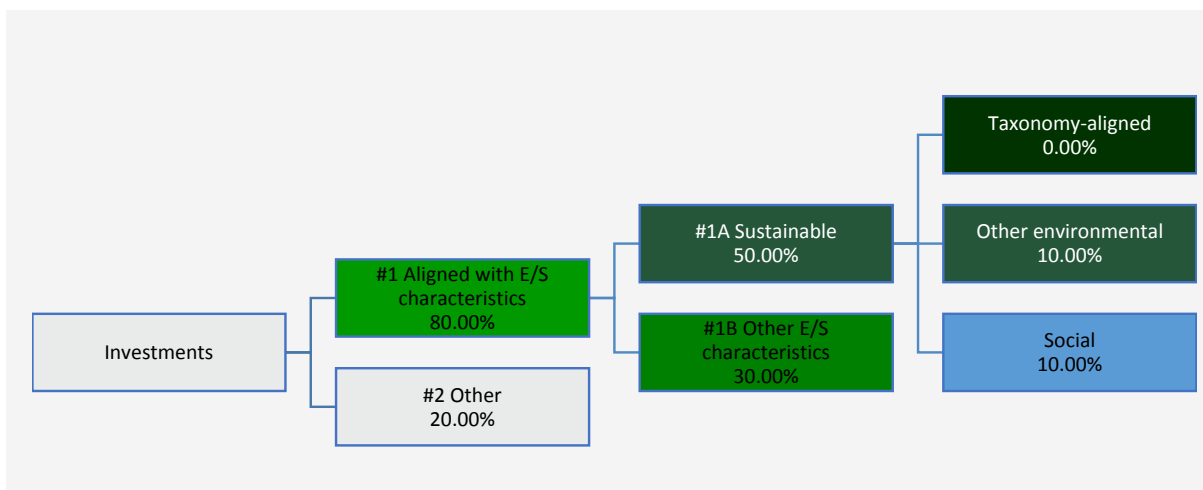 Investments
#1 Aligned with E/S
characteristics
80.00%
#2 Other
20.00%
#1A Sustainable
50.00%
#1B Other E/S
characteristics
30.00%
Taxonomy-aligned
0.00%
Other environmental
10.00%
Social
10.00%